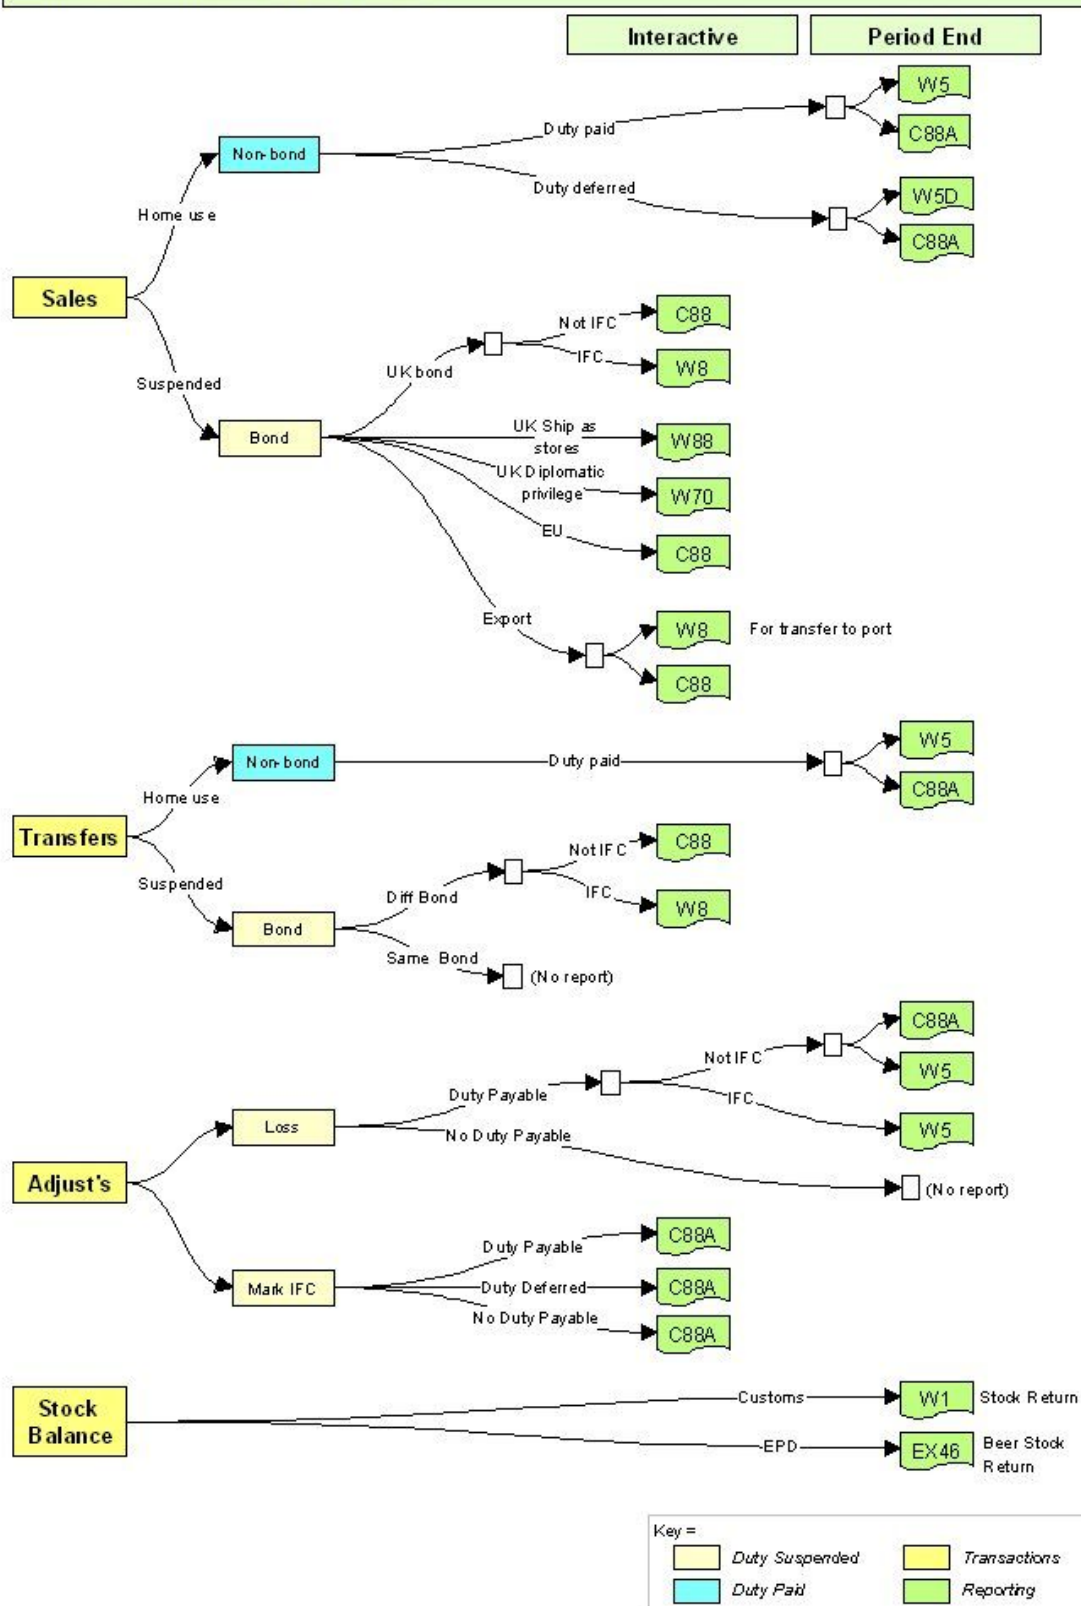 Interactive
Period End
W5
Duty paid
C88A
Non-bond
Duty deferred
W5D
Home use
C88A
Sales
C88
Not IFC
IFC
W8
UK bond
Suspended
Bond
UK Ship as
stores
W88
UK Diplomatic
privilege
W70
EU
C88
Export
W8
For transfer to port
C88
W5
Non-bond
Duty paid
C88A
Home use
Transfers
C88
Not IFC
Suspended
Diff Bond
IFC
W8
Bond
Same Bond
(No report)
C88A
Not IFC
W5
Duty Payable
IFC
Loss
No Duty Payable
W5
Adjust's
(No report)
C88A
Duty Payable
Mark IFC
Duty Deferred
C88A
No Duty Payable
C88A
Stock
Balance
Customs
W1
Stock Return
EPD
EX46
Beer Stock
Return
Key =
Duty Suspended
Transactions
Duty Paid
Reporting